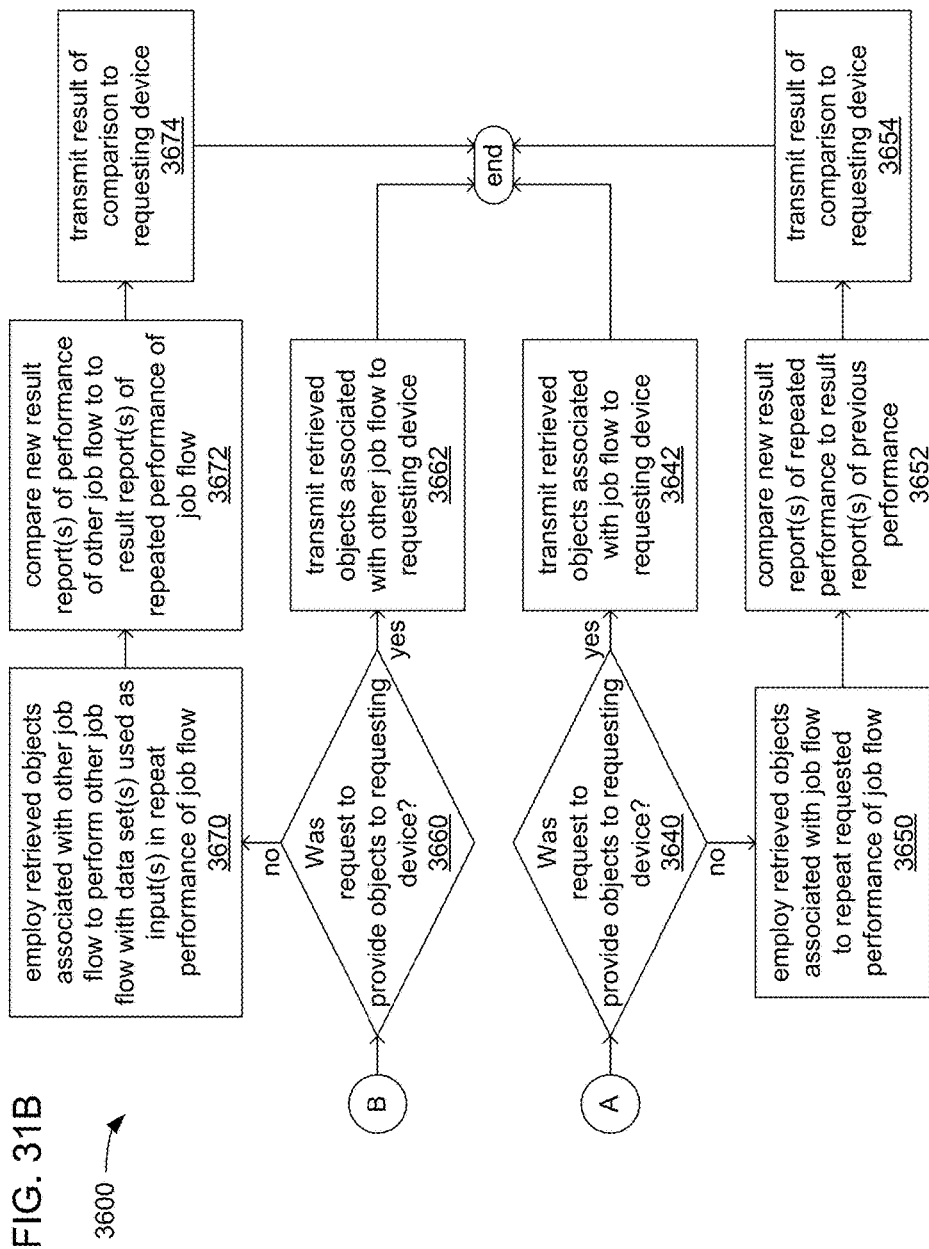 FIG. 31B
3600
employ retrieved objects
associated with other job
flow to perform other job
flow with data set(s) used as
input(s) in repeat
performance of job flow
3670
compare new result
report(s) of performance
of other job flow to to
result report(s) of
repeated performance of
job flow
3672
transmit result of
comparison to
requesting device
3674
no
B
Was
request to
provide objects to requesting
device?
3660
yes
transmit retrieved
objects associated
with other job flow to
requesting device
3662
end
A
Was
request to
provide objects to requesting
device?
3640
yes
transmit retrieved
objects associated
with job flow to
requesting device
3642
no
employ retrieved objects
associated with job flow
to repeat requested
performance of job flow
3650
compare new result
report(s) of repeated
performance to result
report(s) of previous
performance
3652
transmit result of
comparison to
requesting device
3654